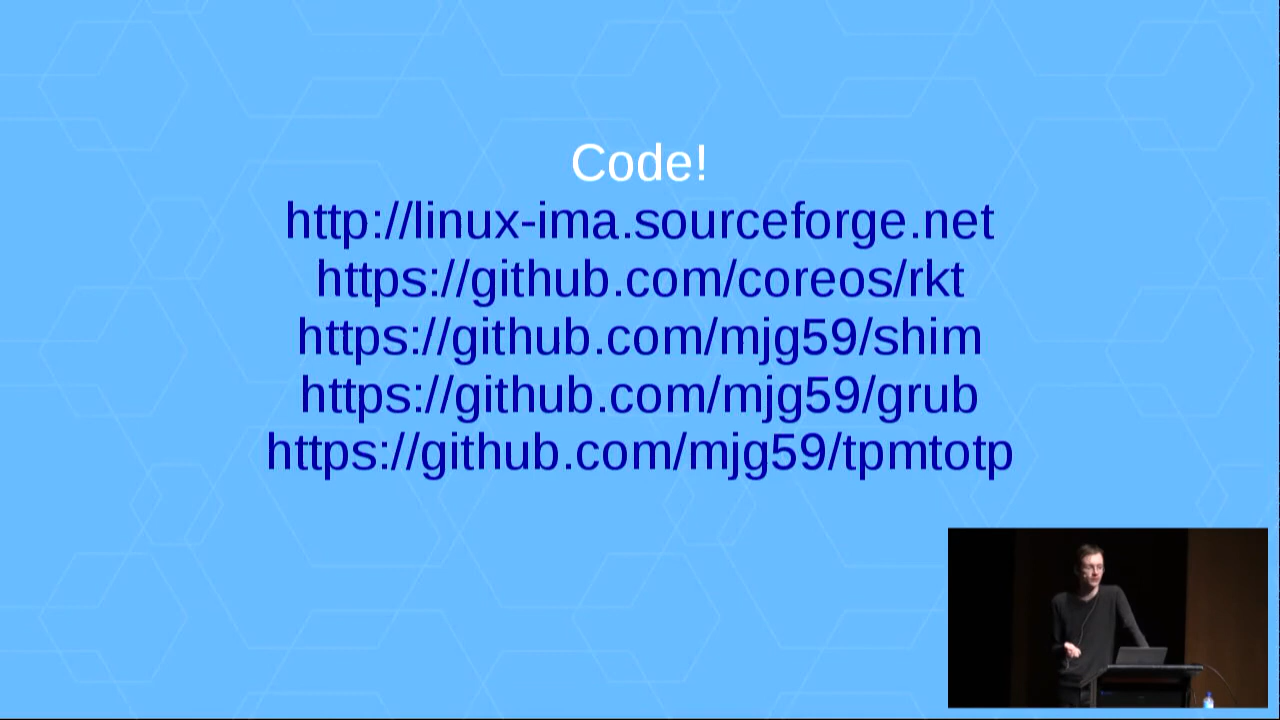 Code!
http://linux-ima.sourceforge.net
https://github.com/coreos/rkt
https://github.com/mjg59/shim
https://github.com/mjg59/grub
https://github.com/mjg59/tpmtotp